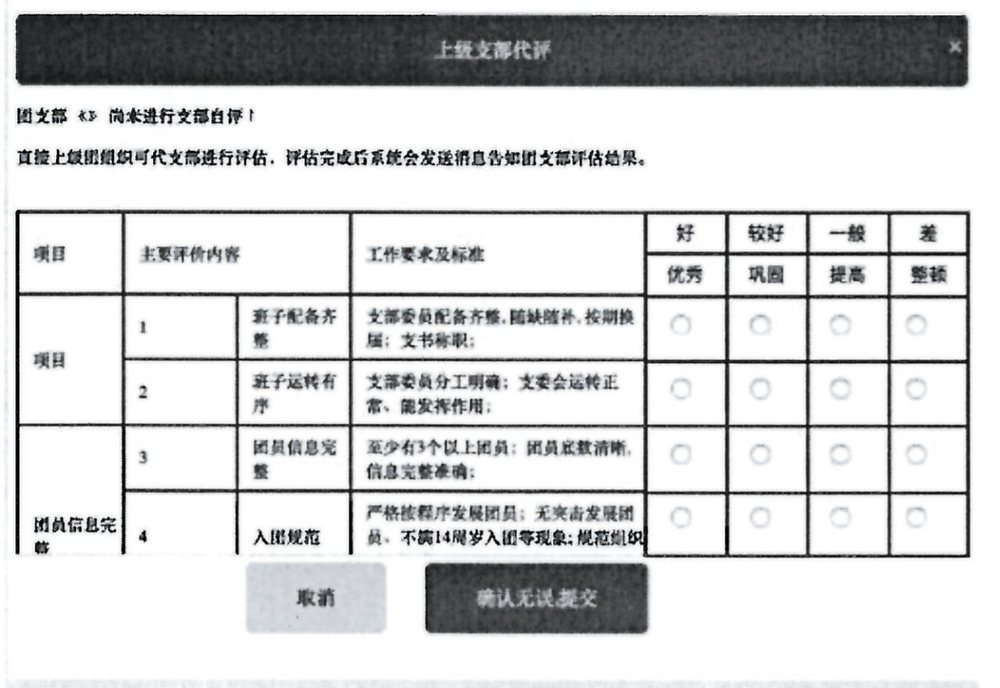 上级支部代评 ×
团支部 《》 尚未进行支部自评！
直接上级团组织可代支部进行评估，评估完成后系统会发送消息告知团支部评估结果。
项目 主要评价内容 工作要求及标准 好 较好 一般 差
优秀 巩固 提高 整顿
项目
1 班子配备齐整 支部委员配备齐整，随缺随补，按期换届；支书称职；
2 班子运转有序 支部委员分工明确；支委会运转正常、能发挥作用；
团员信息完整
3 团员信息完整 至少有3个以上团员；团员底数清晰，信息完整准确；
4 入团规范 严格按程序发展团员；无突击发展团员、不满14周岁入团等现象；规范组织
取消 确认无误,提交